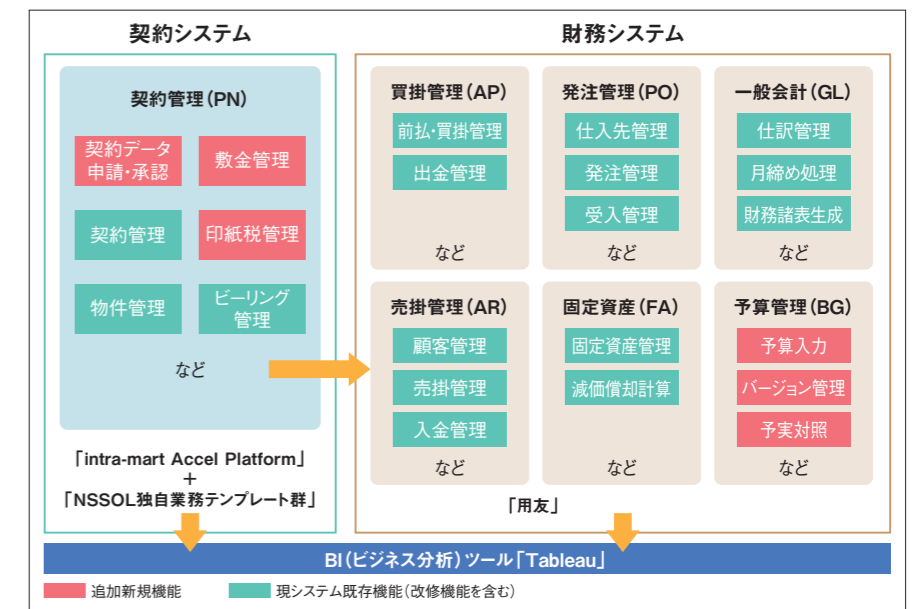 契約システム
契約管理(PN)
契約データ
申請・承認
敷金管理
契約管理
印紙税管理
物件管理
ビーリング
管理
など
「intra-mart Accel Platform」
+
「NSSOL独自業務テンプレート群」
財務システム
買掛管理(AP)
前払・買掛管理
出金管理
など
発注管理(PO)
仕入先管理
発注管理
受入管理
など
一般会計(GL)
仕訳管理
月締め処理
財務諸表生成
など
売掛管理(AR)
顧客管理
売掛管理
入金管理
など
固定資産(FA)
固定資産管理
減価償却計算
など
予算管理(BG)
予算入力
バージョン管理
予実対照
など
「用友」
BI(ビジネス分析)ツール「Tableau」
追加新規機能
現システム既存機能(改修機能を含む)